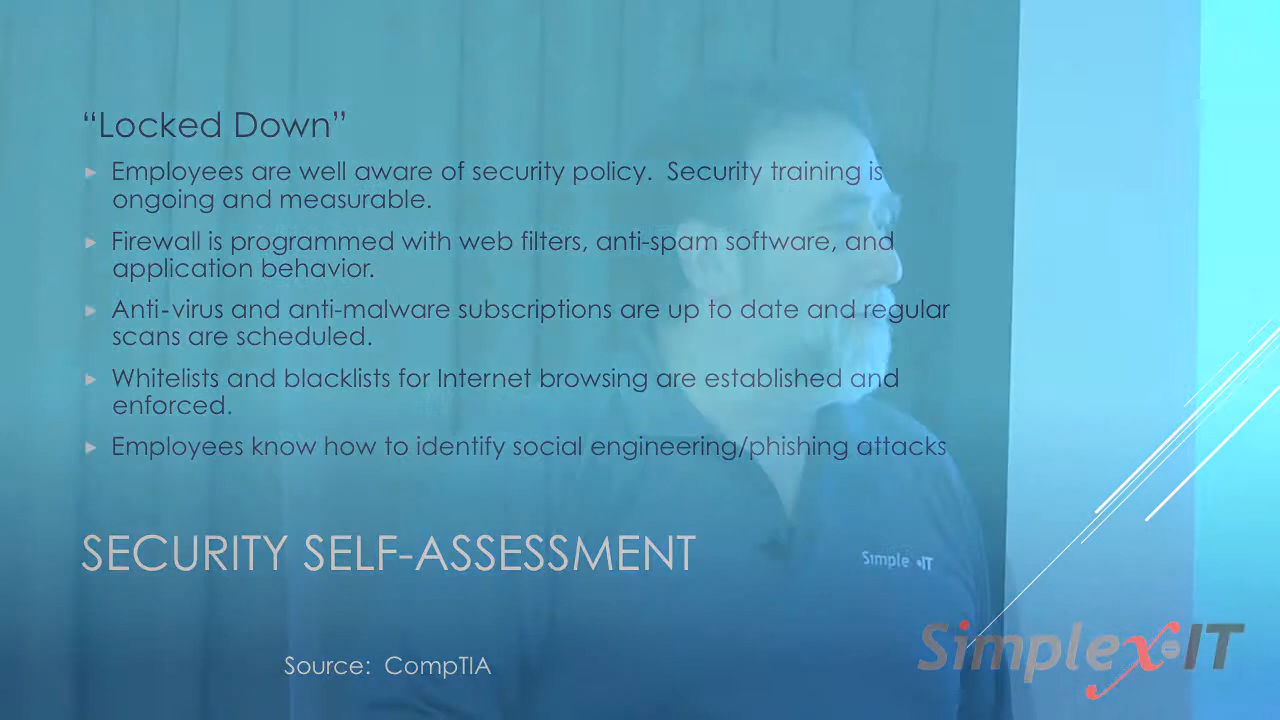 “Locked Down”
Employees are well aware of security policy.  Security training is
ongoing and measurable.
Firewall is programmed with web filters, anti-spam software, and
application behavior.
Anti-virus and anti-malware subscriptions are up to date and regular
scans are scheduled.
Whitelists and blacklists for Internet browsing are established and
enforced.
Employees know how to identify social engineering/phishing attacks
SECURITY SELF-ASSESSMENT
Simplex-IT
Simplex-IT
Source:  CompTIA